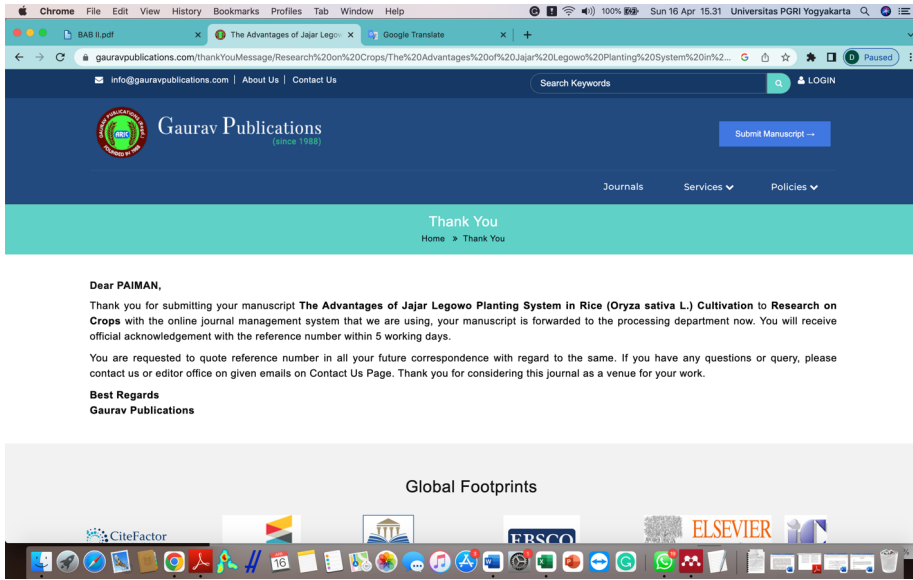 Chrome File Edit View History Bookmarks Profiles Tab Window Help 100% Sun 16 Apr 15.31 Universitas PGRI Yogyakarta
BAB II.pdf × The Advantages of Jajar Legow × Google Translate × +
gauravpublications.com/thankYouMessage/Research%20on%20Crops/The%20Advantages%20of%20Jajar%20Legowo%20Planting%20System%20in%2... D Paused
info@gauravpublications.com | About Us | Contact Us
Search Keywords
LOGIN
GAURAV PUBLICATIONS (Regd.)
ARIC
FOUNDED BY 1988
Gaurav Publications
(since 1988)
Submit Manuscript →
Journals Services Policies
Thank You
Home » Thank You
Dear PAIMAN,
Thank you for submitting your manuscript The Advantages of Jajar Legowo Planting System in Rice (Oryza sativa L.) Cultivation to Research on
Crops with the online journal management system that we are using, your manuscript is forwarded to the processing department now. You will receive
official acknowledgement with the reference number within 5 working days.
You are requested to quote reference number in all your future correspondence with regard to the same. If you have any questions or query, please
contact us or editor office on given emails on Contact Us Page. Thank you for considering this journal as a venue for your work.
Best Regards
Gaurav Publications
Global Footprints
CiteFactor
EBSCO
ELSEVIER